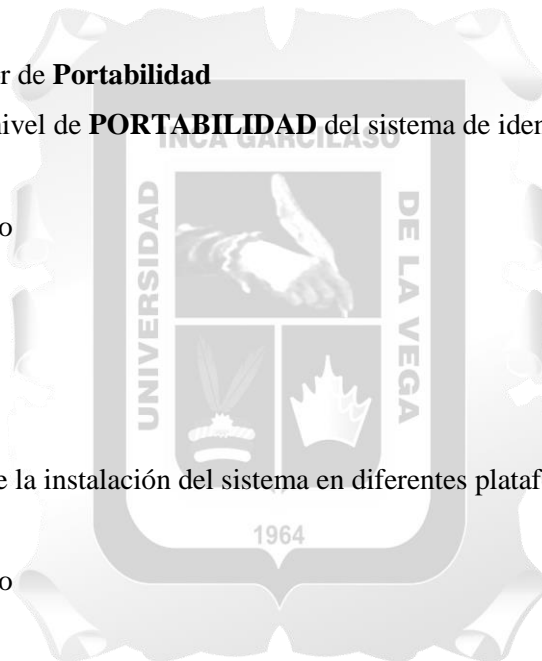 r de Portabilidad
nivel de PORTABILIDAD del sistema de iden
INCA GARCILASO
o
UNIVERSIDAD
DE LA VEGA
e la instalación del sistema en diferentes plataf
1964
o